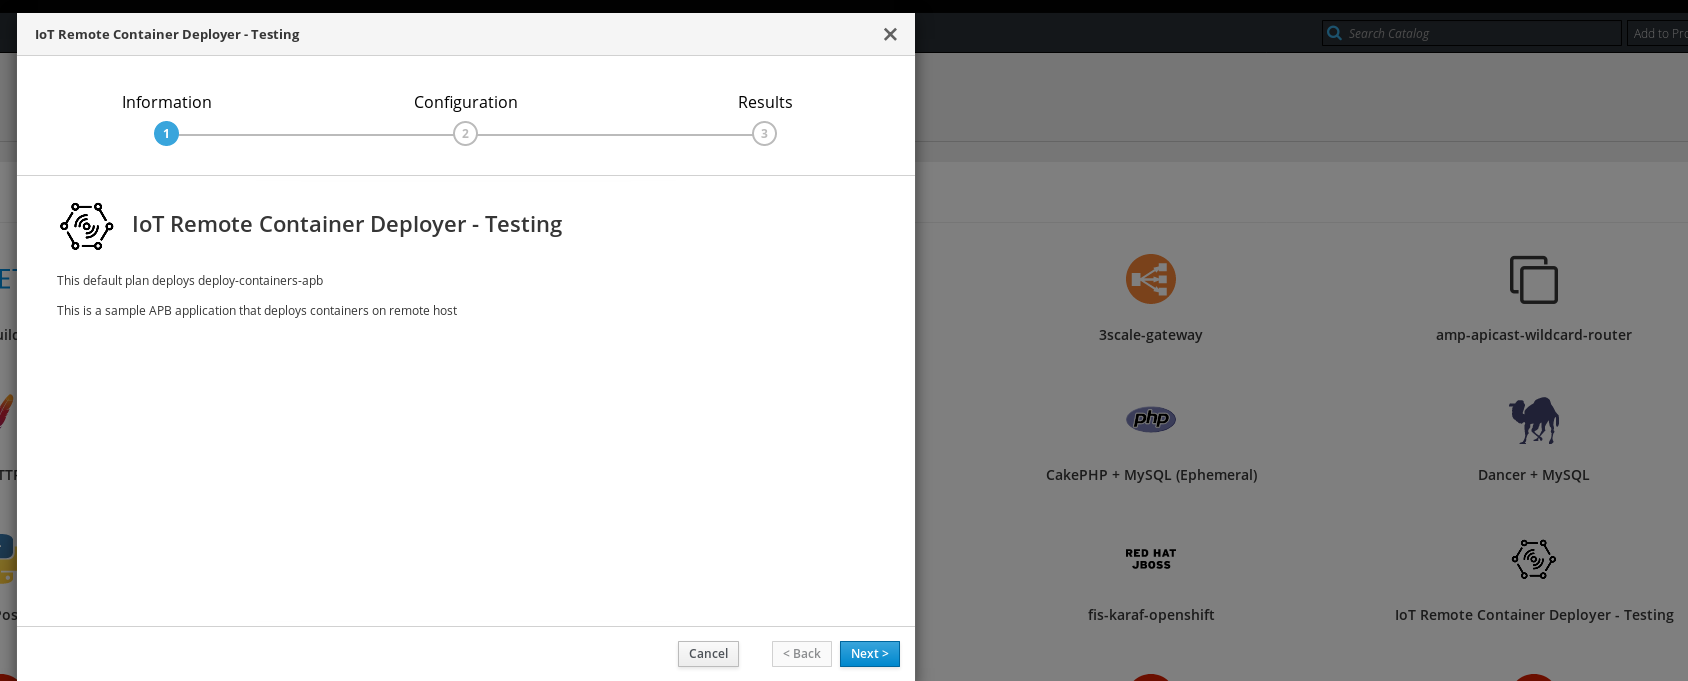 IoT Remote Container Deployer - Testing
Search Catalog
Information
Configuration
Results
1
2
3
IoT Remote Container Deployer - Testing
This default plan deploys deploy-containers-apb
This is a sample APB application that deploys containers on remote host
Cancel
< Back
Next >
Add to
3scale-gateway
amp-apicast-wildcard-router
php
CakePHP + MySQL (Ephemeral)
Dancer + MySQL
RED HAT
JBOSS
fis-karaf-openshift
IoT Remote Container Deployer - Testing